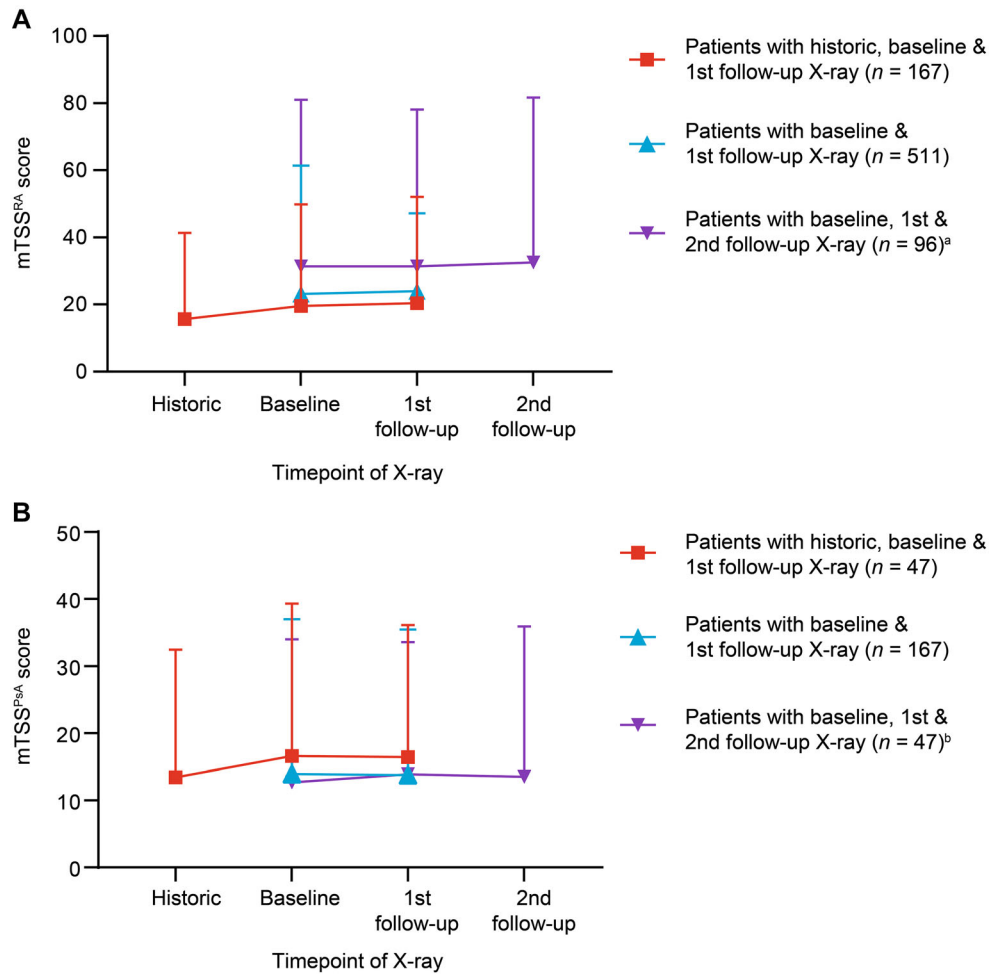 A
100
80
60
40
20
0
mTSSᴿᴬ score
Historic
Baseline
1st
follow-up
2nd
follow-up
Timepoint of X-ray
Patients with historic, baseline &
1st follow-up X-ray (n = 167)
Patients with baseline &
1st follow-up X-ray (n = 511)
Patients with baseline, 1st &
2nd follow-up X-ray (n = 96)ᵃ
B
50
40
30
20
10
0
mTSSᴾˢᴬ score
Historic
Baseline
1st
follow-up
2nd
follow-up
Timepoint of X-ray
Patients with historic, baseline &
1st follow-up X-ray (n = 47)
Patients with baseline &
1st follow-up X-ray (n = 167)
Patients with baseline, 1st &
2nd follow-up X-ray (n = 47)ᵇ